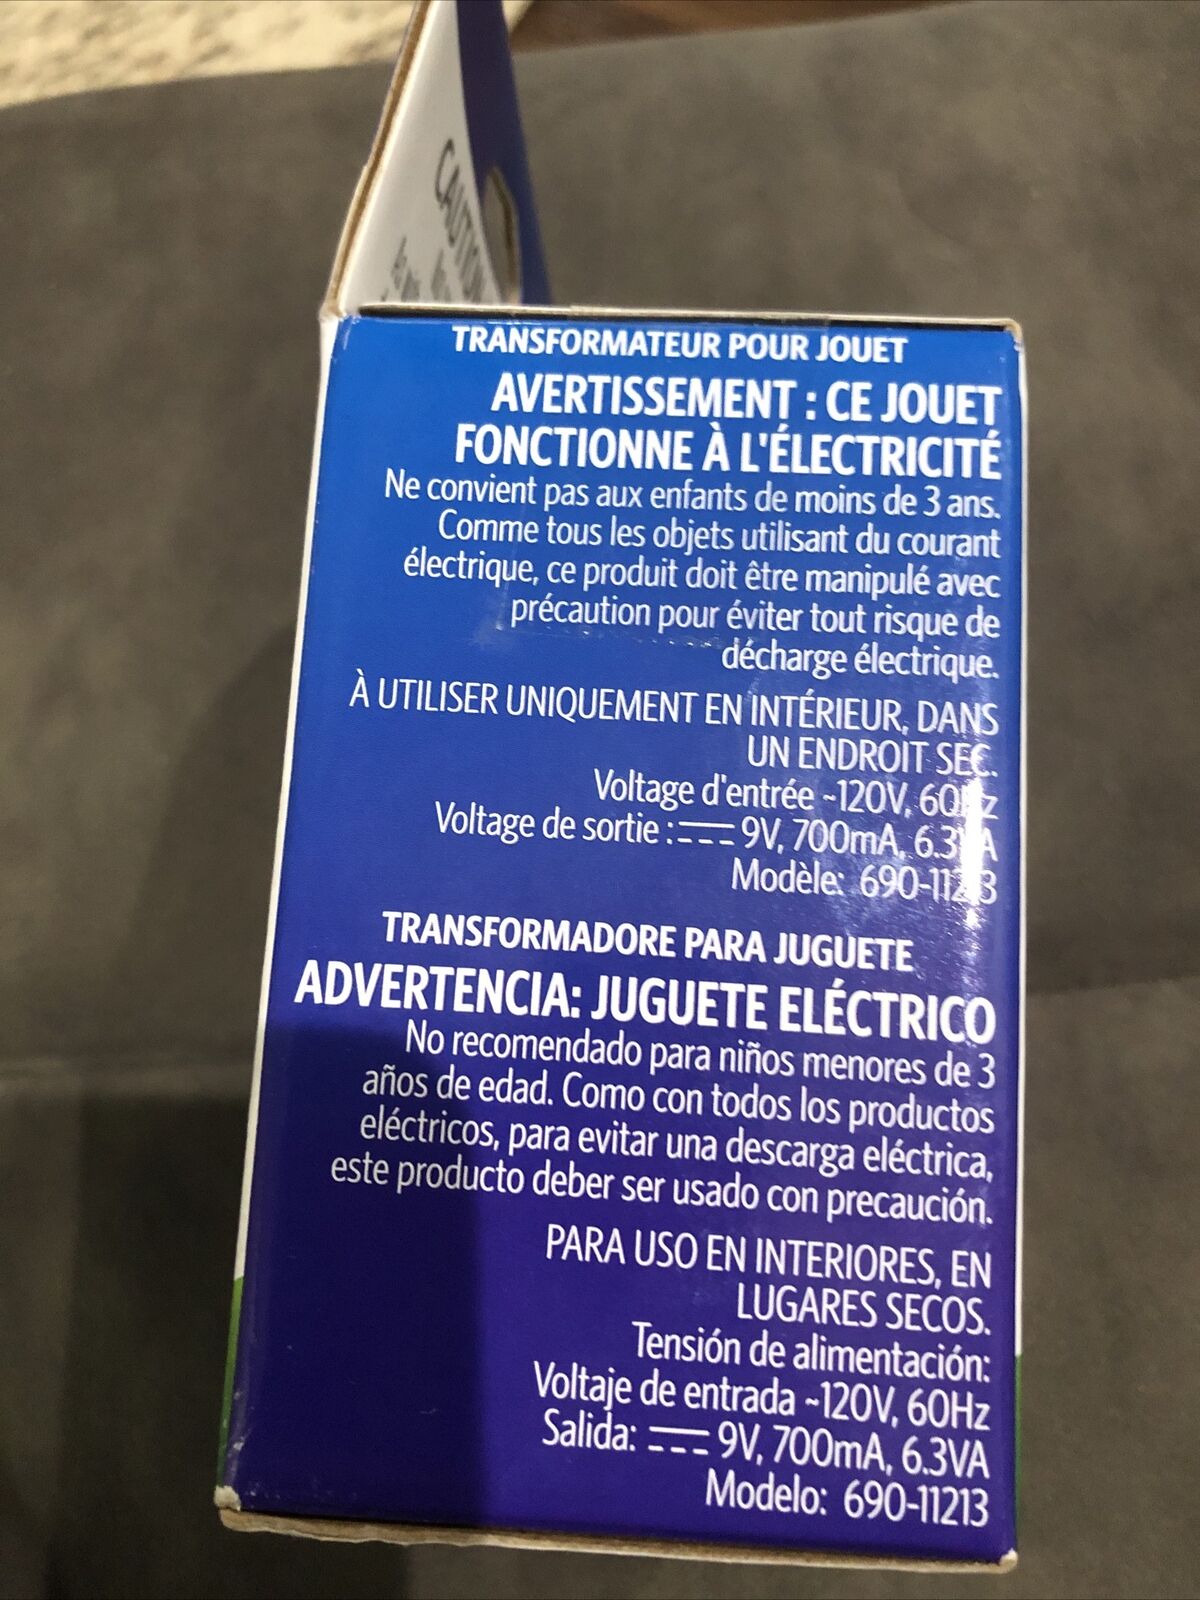 CAUTION
TRANSFORMATEUR POUR JOUET
AVERTISSEMENT : CE JOUET
FONCTIONNE À L'ÉLECTRICITÉ
Ne convient pas aux enfants de moins de 3 ans.
Comme tous les objets utilisant du courant
électrique, ce produit doit être manipulé avec
précaution pour éviter tout risque de
décharge électrique.
À UTILISER UNIQUEMENT EN INTÉRIEUR, DANS
UN ENDROIT SEC.
Voltage d'entrée ~120V, 60Hz
Voltage de sortie : 9V, 700mA, 6.3VA
Modèle: 690-11213
TRANSFORMADORE PARA JUGUETE
ADVERTENCIA: JUGUETE ELÉCTRICO
No recomendado para niños menores de 3
años de edad. Como con todos los productos
eléctricos, para evitar una descarga eléctrica,
este producto deber ser usado con precaución.
PARA USO EN INTERIORES, EN
LUGARES SECOS.
Tensión de alimentación:
Voltaje de entrada ~120V, 60Hz
Salida: 9V, 700mA, 6.3VA
Modelo: 690-11213